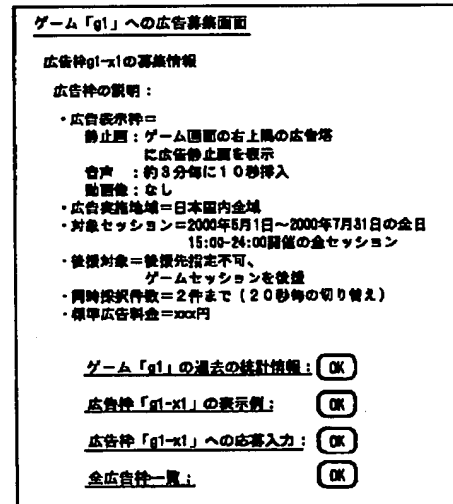 ゲーム「g1」への広告募集画面
広告枠g1-x1の募集情報
広告枠の説明：
・広告表示枠＝
静止画：ゲーム画面の右上隅の広告塔
に広告静止画を表示
音声　：約３分毎に１０秒挿入
動画像：なし
・広告実施地域＝日本国内全域
・対象セッション＝2000年5月1日～2000年7月31日の全日
15:00-24:00開催の全セッション
・後援対象＝後援先指定不可、
ゲームセッションを後援
・同時採択件数＝２件まで（２０秒毎の切り替え）
・標準広告料金＝xxx円
ゲーム「g1」の過去の統計情報： OK
広告枠「g1-x1」の表示例： OK
広告枠「g1-x1」への応募入力： OK
全広告枠一覧： OK